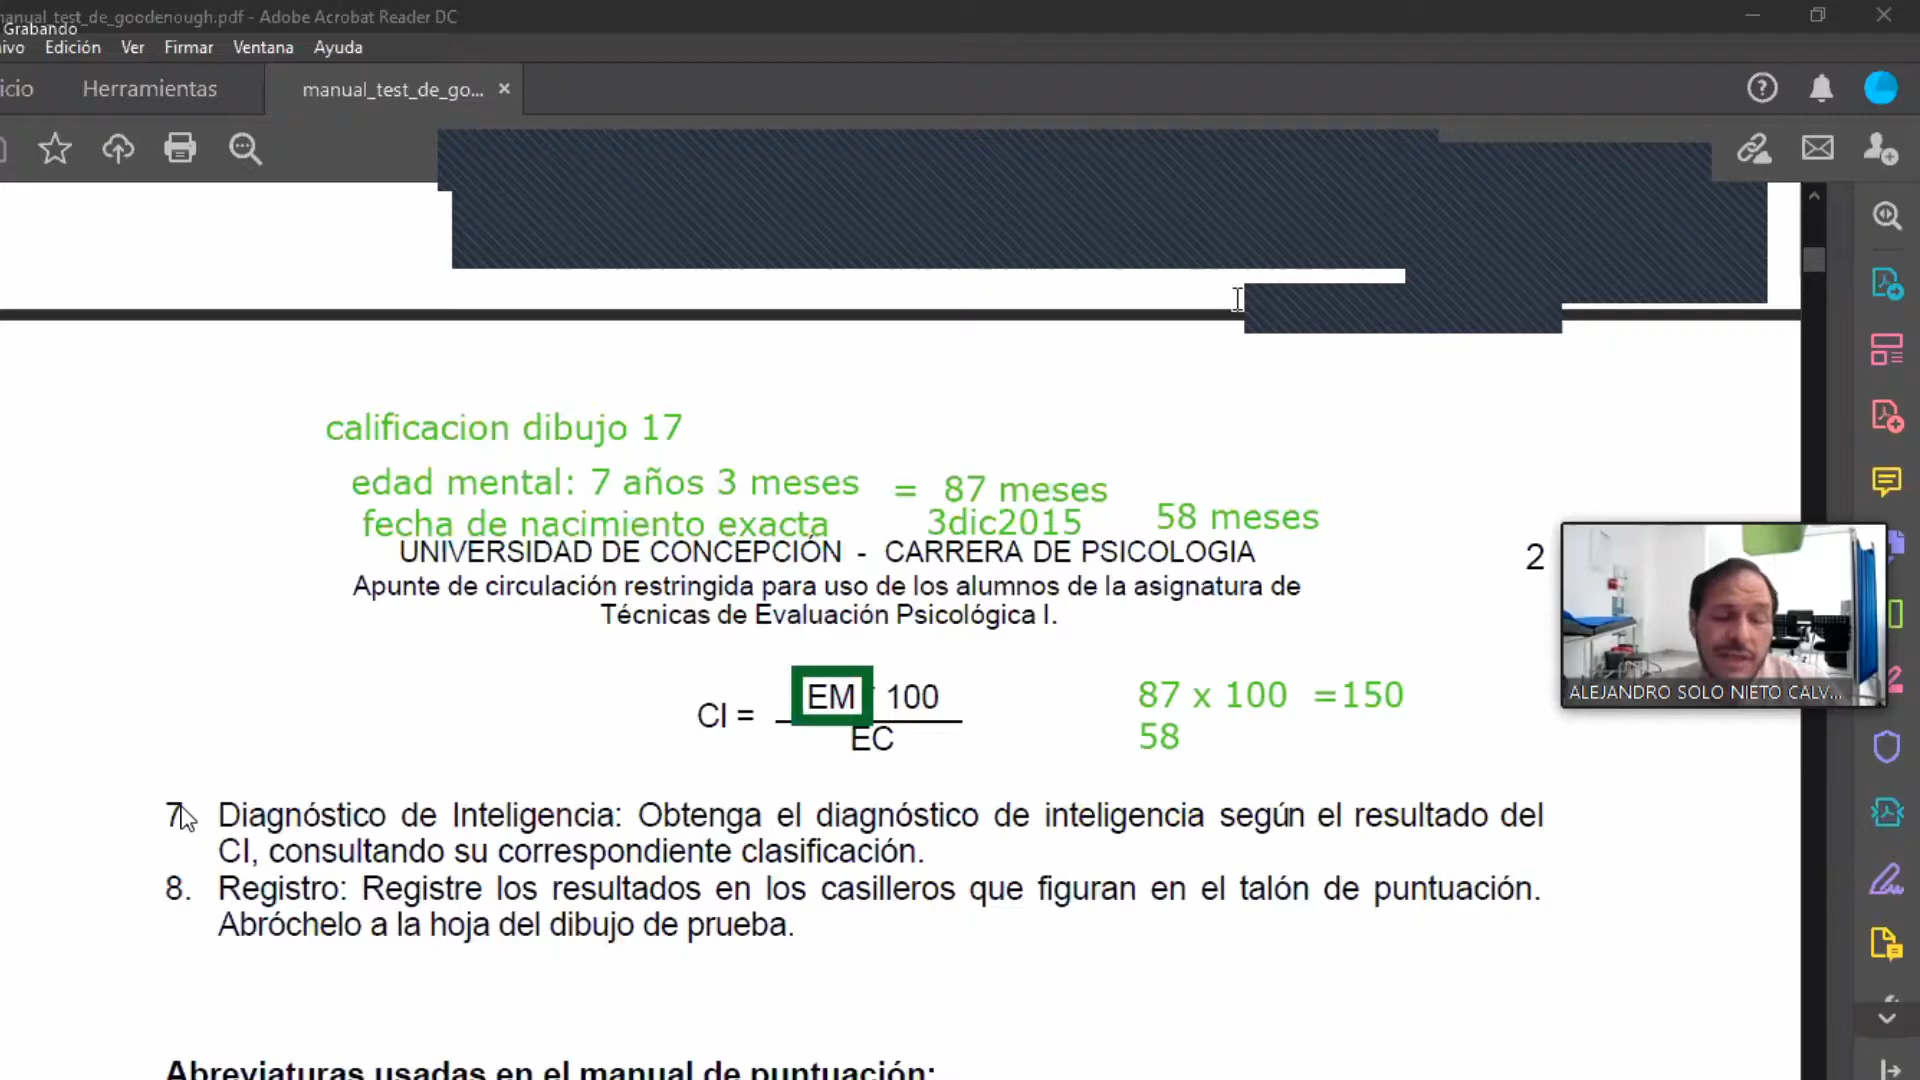 manual_test_de_goodenough.pdf - Adobe Acrobat Reader DC
Grabando
ivo Edición Ver Firmar Ventana Ayuda
icio Herramientas manual_test_de_go... ×
calificacion dibujo 17
edad mental: 7 años 3 meses = 87 meses
fecha de nacimiento exacta 3dic2015 58 meses
UNIVERSIDAD DE CONCEPCIÓN - CARRERA DE PSICOLOGIA
2
Apunte de circulación restringida para uso de los alumnos de la asignatura de
Técnicas de Evaluación Psicológica I.
ALEJANDRO SOLO NIETO CALV...
EM 100
CI =
EC
87 x 100 =150
58
7. Diagnóstico de Inteligencia: Obtenga el diagnóstico de inteligencia según el resultado del
CI, consultando su correspondiente clasificación.
8. Registro: Registre los resultados en los casilleros que figuran en el talón de puntuación.
Abróchelo a la hoja del dibujo de prueba.
Abreviaturas usadas en el manual de puntuación: